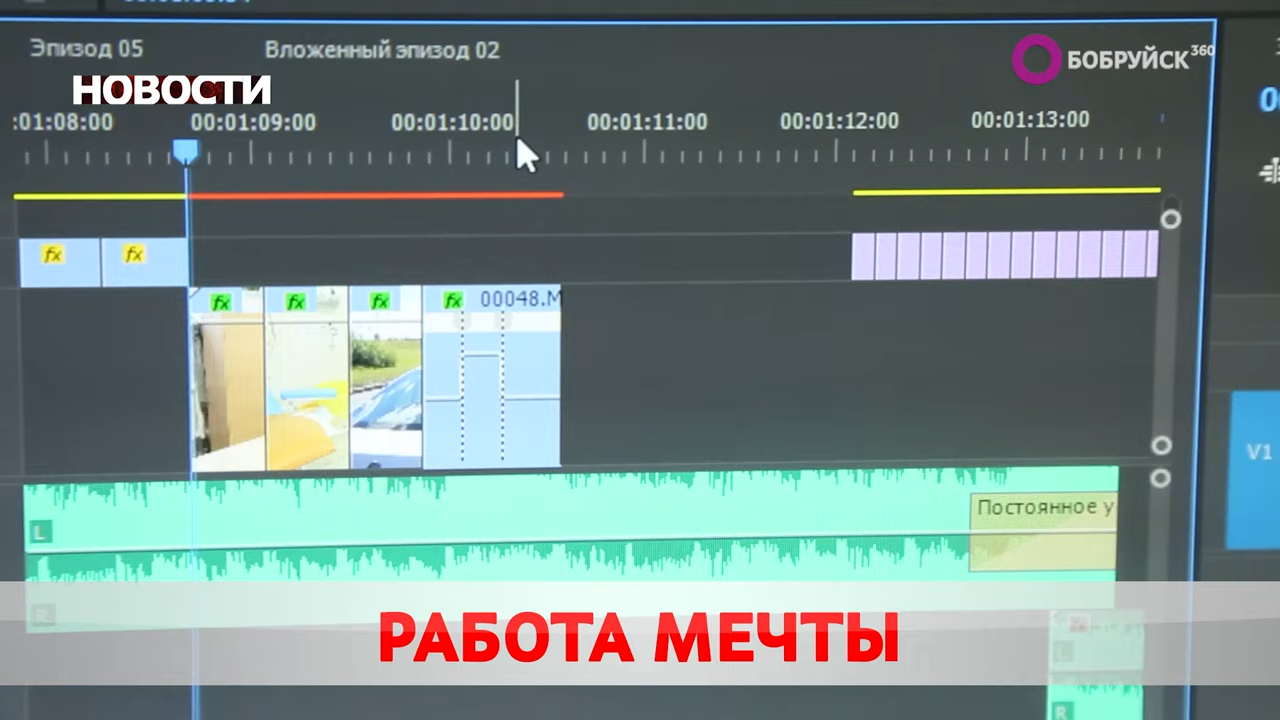 Эпизод 05
Вложенный эпизод 02
БОБРУЙСК 360
НОВОСТИ
:01:08:00 00:01:09:00 00:01:10:00 00:01:11:00 00:01:12:00 00:01:13:00
fx fx
fx fx fx fx 00048.M
V1
Постоянное у
L
РАБОТА МЕЧТЫ
L
R